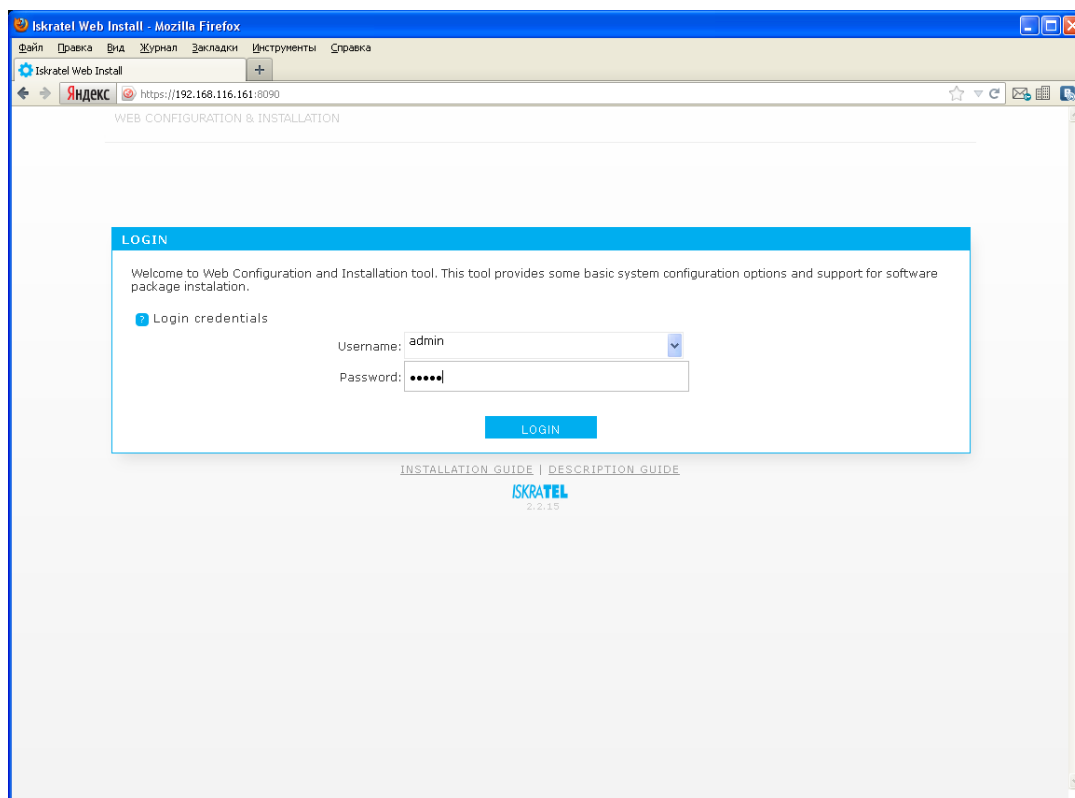 Iskratel Web Install - Mozilla Firefox
Файл Правка Вид Журнал Закладки Инструменты Справка
Iskratel Web Install +
Яндекс https://192.168.116.161:8090
WEB CONFIGURATION & INSTALLATION
LOGIN
Welcome to Web Configuration and Installation tool. This tool provides some basic system configuration options and support for software
package instalation.
? Login credentials
Username: admin
Password: •••••
LOGIN
INSTALLATION GUIDE | DESCRIPTION GUIDE
ISKRATEL
2.2.15